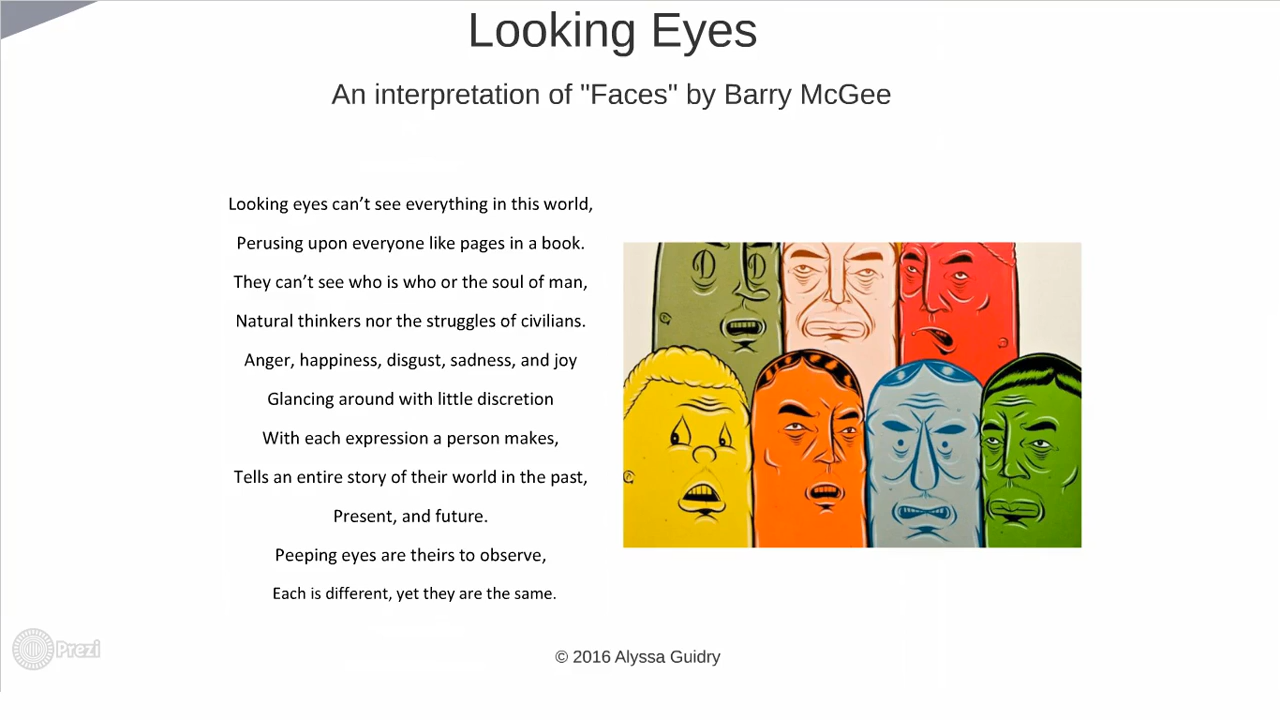 Looking Eyes
An interpretation of "Faces" by Barry McGee
Looking eyes can’t see everything in this world,
Perusing upon everyone like pages in a book.
They can’t see who is who or the soul of man,
Natural thinkers nor the struggles of civilians.
Anger, happiness, disgust, sadness, and joy
Glancing around with little discretion
With each expression a person makes,
Tells an entire story of their world in the past,
Present, and future.
Peeping eyes are theirs to observe,
Each is different, yet they are the same.
Prezi
© 2016 Alyssa Guidry